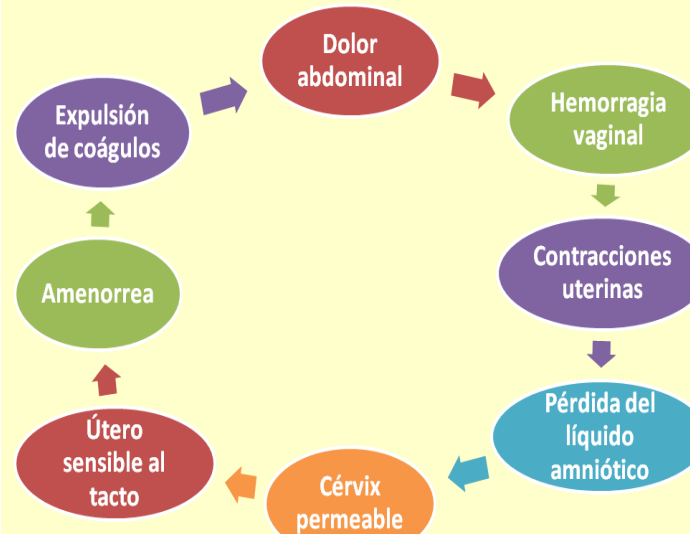 Dolor
abdominal
Hemorragia
vaginal
Contracciones
uterinas
Pérdida del
líquido
amniótico
Cérvix
permeable
Útero
sensible al
tacto
Amenorrea
Expulsión
de coágulos